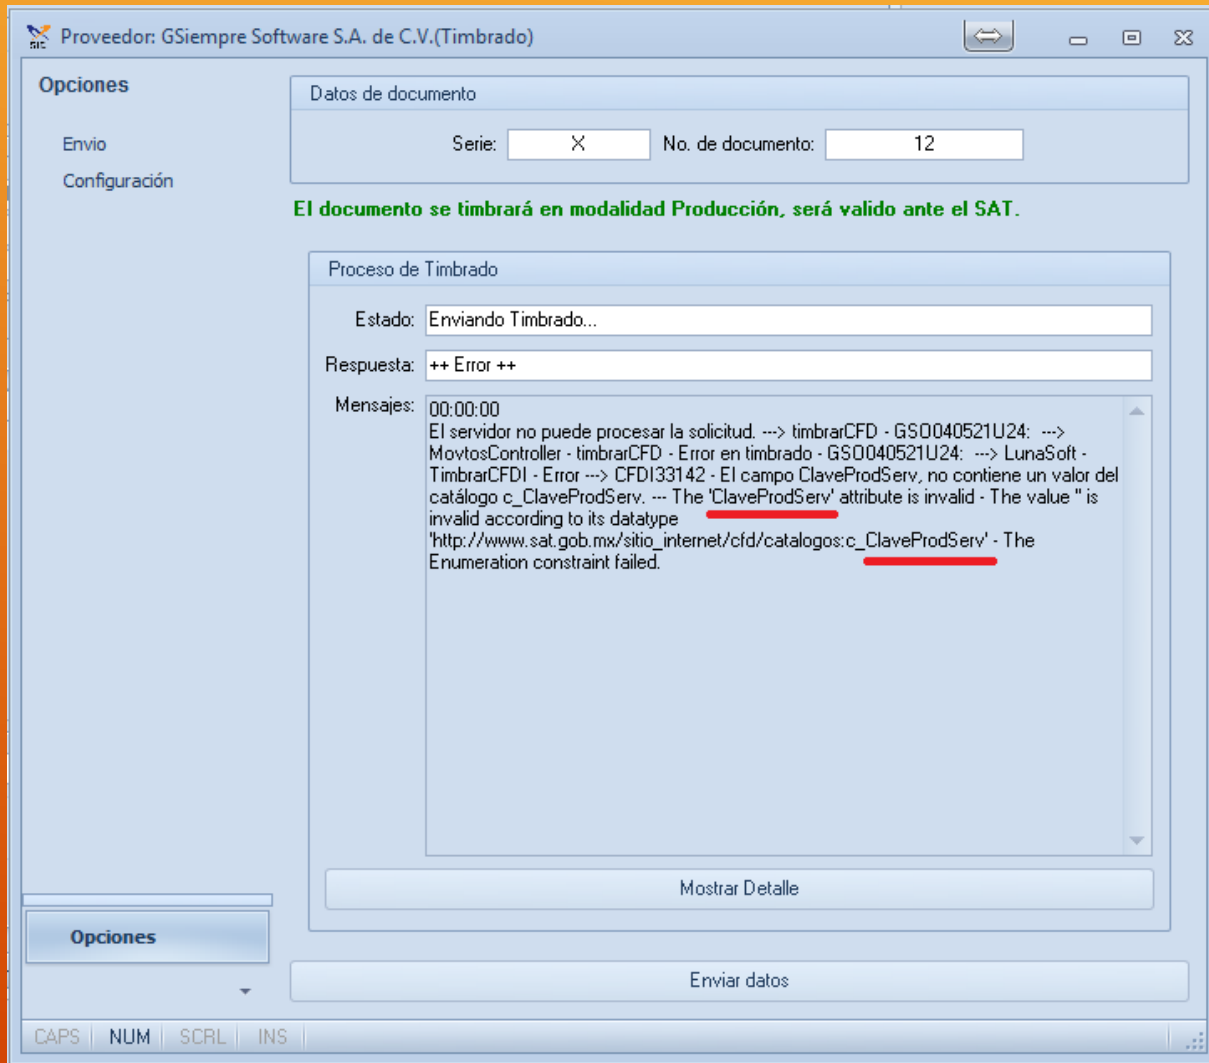 SIC Proveedor: GSiempre Software S.A. de C.V.(Timbrado)
Opciones
Envio
Configuración
Datos de documento
Serie: X No. de documento: 12
El documento se timbrará en modalidad Producción, será valido ante el SAT.
Proceso de Timbrado
Estado: Enviando Timbrado...
Respuesta: ++ Error ++
Mensajes: 00:00:00
El servidor no puede procesar la solicitud. ---> timbrarCFD - GSO040521U24: --->
MovtosController - timbrarCFD - Error en timbrado - GSO040521U24: ---> LunaSoft -
TimbrarCFDI - Error ---> CFDI33142 - El campo ClaveProdServ, no contiene un valor del
catálogo c_ClaveProdServ. --- The 'ClaveProdServ' attribute is invalid - The value '' is
invalid according to its datatype
'http://www.sat.gob.mx/sitio_internet/cfd/catalogos:c_ClaveProdServ' - The
Enumeration constraint failed.
Mostrar Detalle
Opciones
Enviar datos
CAPS NUM SCRL INS